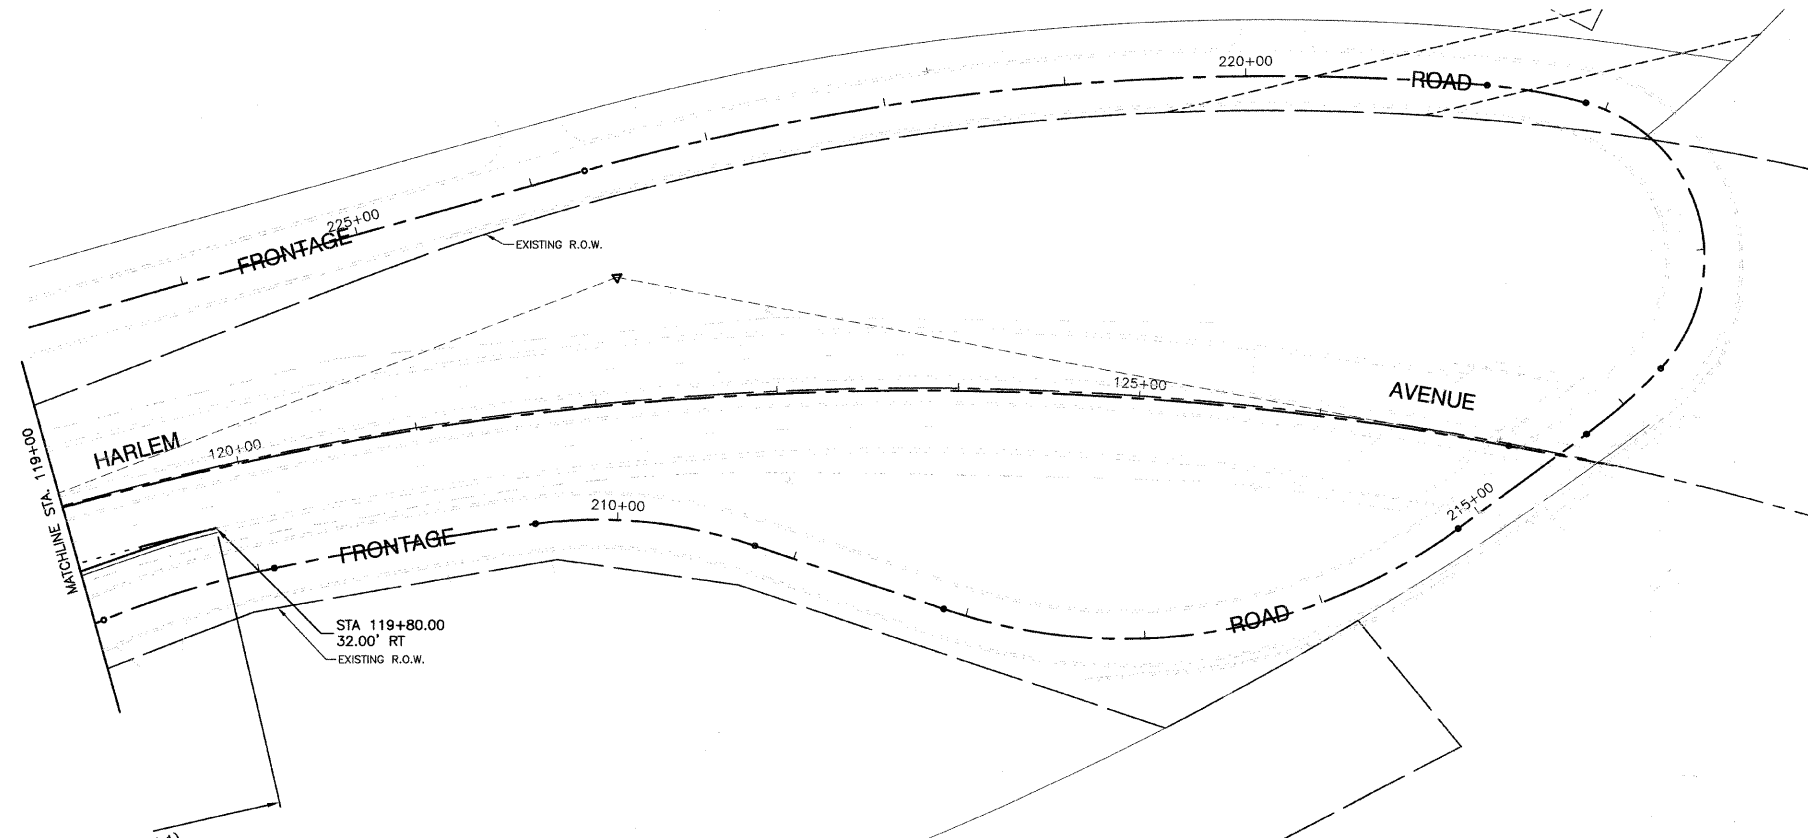 220+00
ROAD
225+00
FRONTAGE
EXISTING R.O.W.
125+00
AVENUE
HARLEM
120+00
MATCHLINE STA. 119+00
210+00
215+00
FRONTAGE
ROAD
STA 119+80.00
32.00' RT
EXISTING R.O.W.